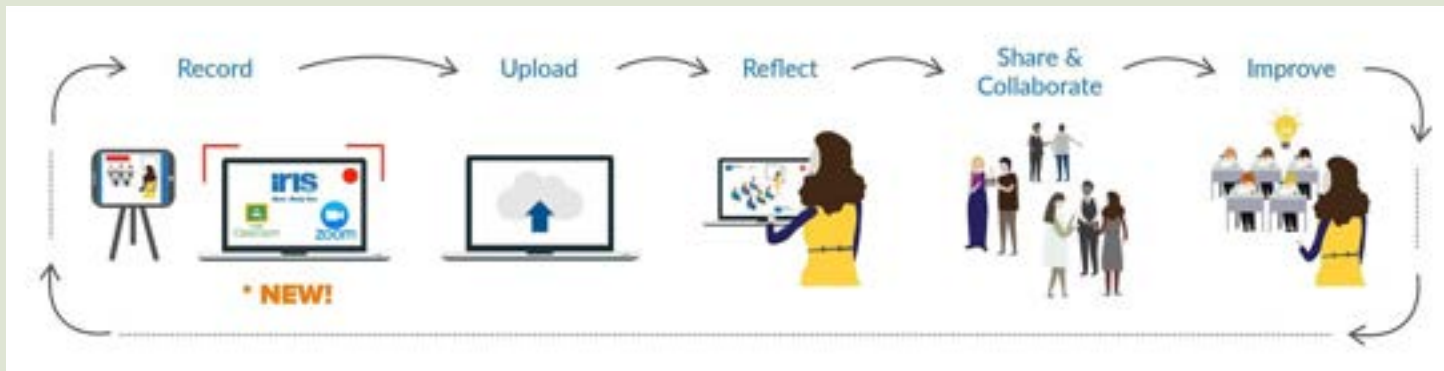 Record
Upload
Reflect
Share &
Collaborate
Improve
iris
zoom
* NEW!